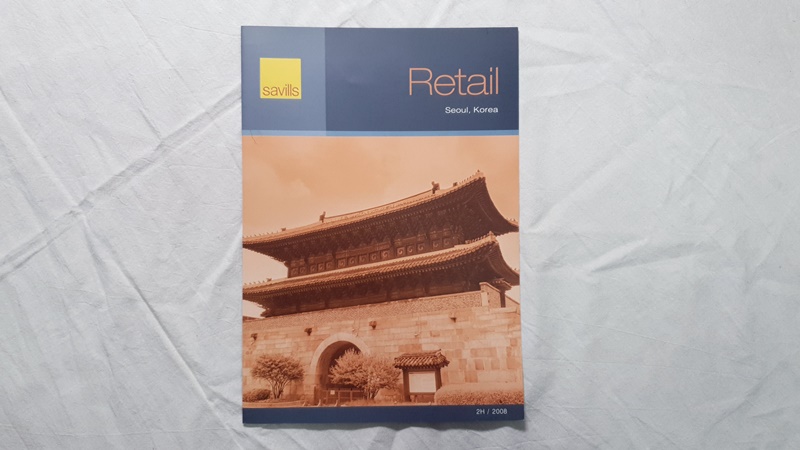 savills
Retail
Seoul, Korea
2H / 2008